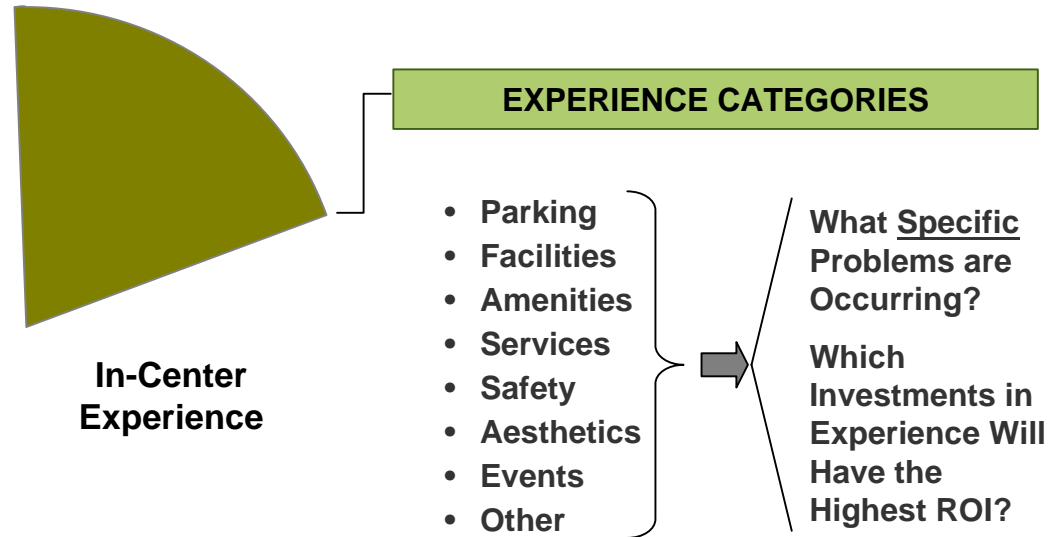 EXPERIENCE CATEGORIES
In-Center
Experience
• Parking
• Facilities
• Amenities
• Services
• Safety
• Aesthetics
• Events
• Other
What Specific
Problems are
Occurring?
Which
Investments in
Experience Will
Have the
Highest ROI?